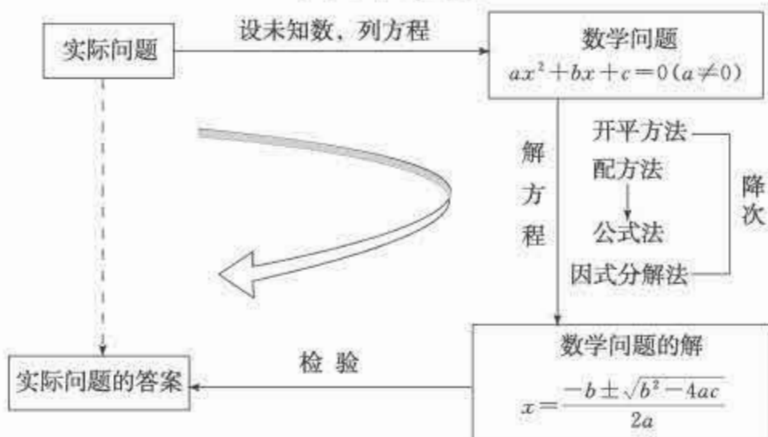 设未知数，列方程
实际问题
数学问题
ax²+bx+c=0(a≠0)
解方程
开平方法
配方法
公式法
因式分解法
降次
数学问题的解
x=\frac{-b±\sqrt{b²-4ac}}{2a}
检 验
实际问题的答案